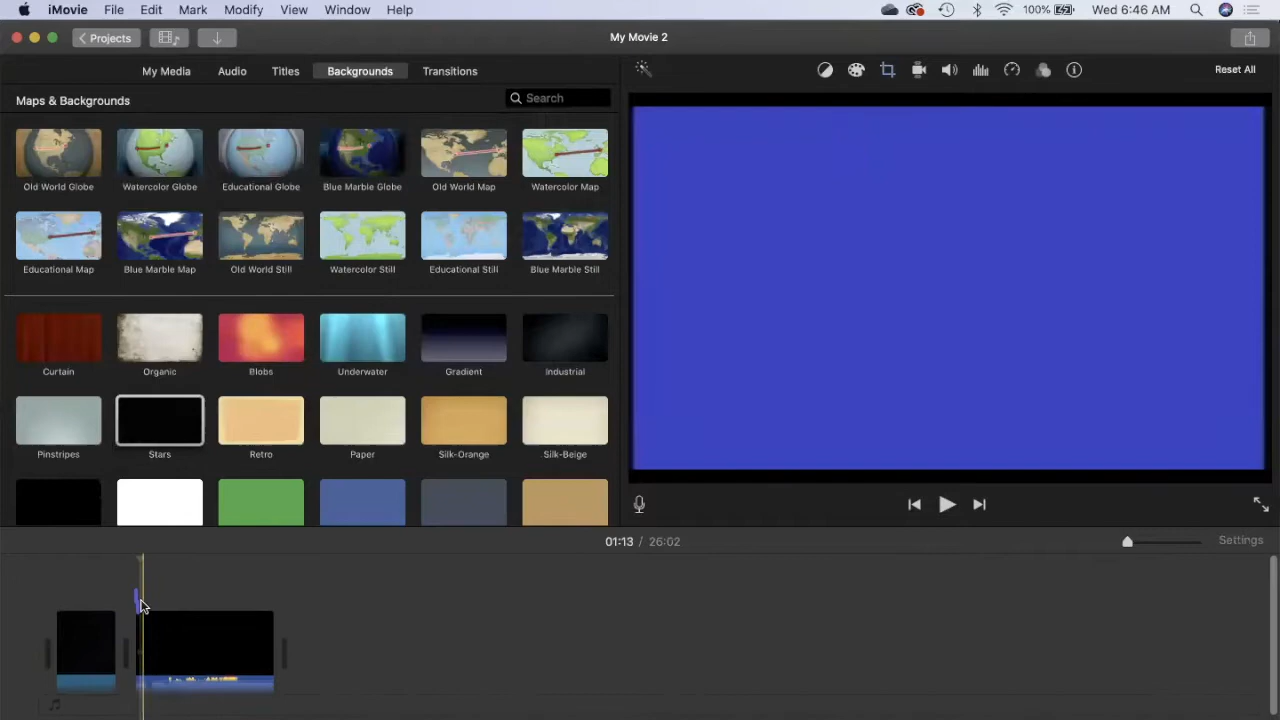 iMovie File Edit Mark Modify View Window Help 100% Wed 6:46 AM
Projects My Movie 2
My Media Audio Titles Backgrounds Transitions Reset All
Maps & Backgrounds Search
Old World Globe Watercolor Globe Educational Globe Blue Marble Globe Old World Map Watercolor Map
Educational Map Blue Marble Map Old World Still Watercolor Still Educational Still Blue Marble Still
Curtain Organic Blobs Underwater Gradient Industrial
Pinstripes Stars Retro Paper Silk-Orange Silk-Beige
01:13 / 26:02 Settings